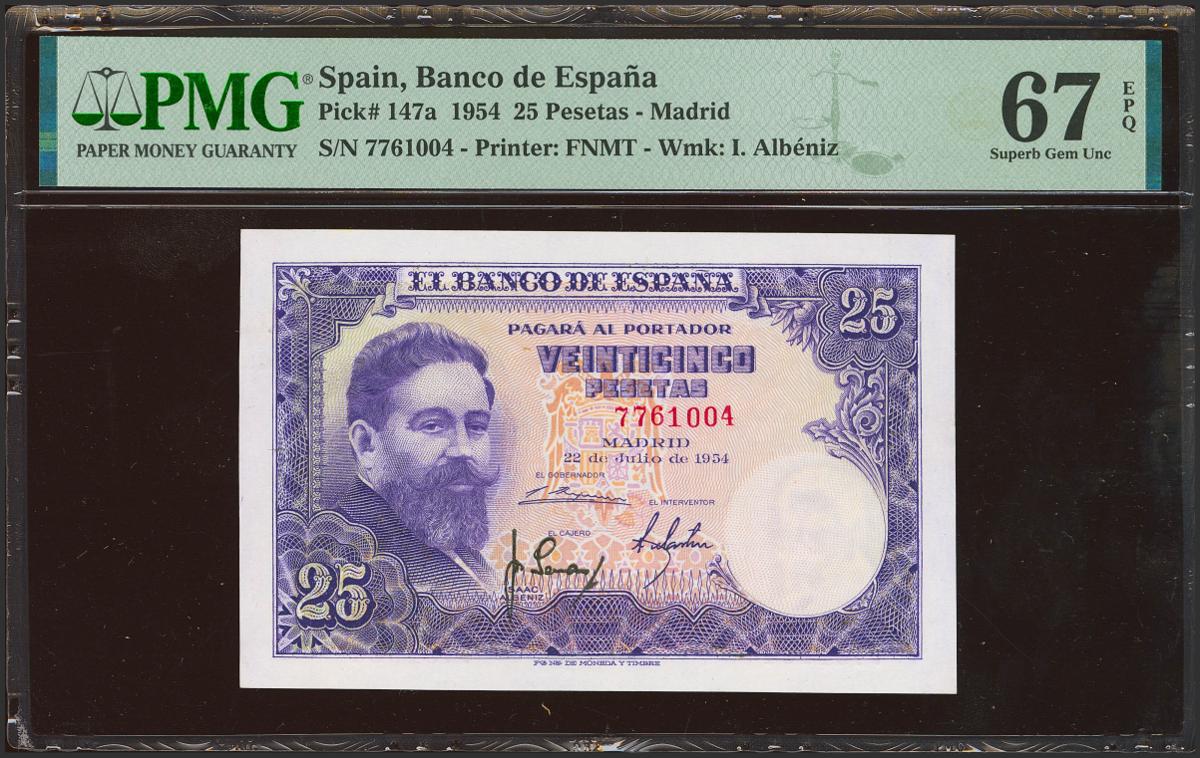 PMG®
PAPER MONEY GUARANTY
Spain, Banco de España
Pick# 147a 1954 25 Pesetas - Madrid
S/N 7761004 - Printer: FNMT - Wmk: I. Albéniz
67
EPQ
Superb Gem Unc
EL BANCO DE ESPAÑA
25
PAGARÁ AL PORTADOR
VEINTICINCO
PESETAS
7761004
MADRID
22 de Julio de 1954
EL GOBERNADOR
EL INTERVENTOR
EL CAJERO
ISAAC
ALBENIZ
25
DE MONEDA Y TIMBRE